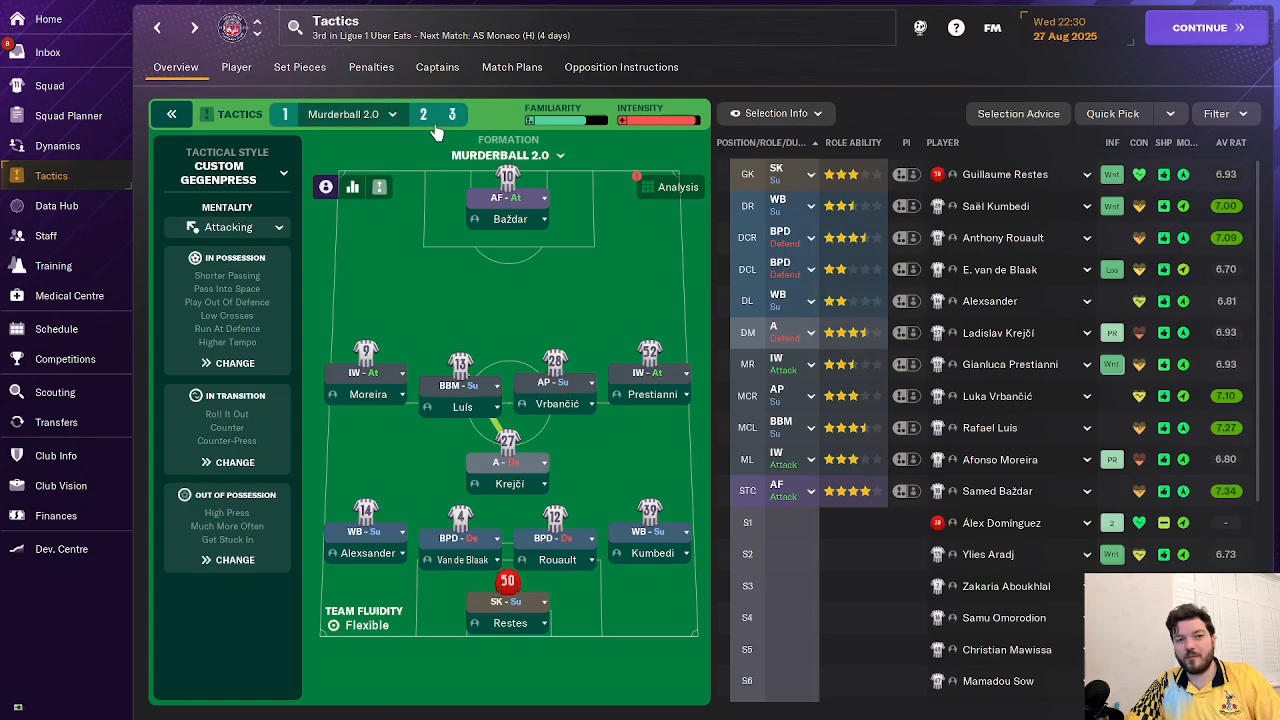 Home
8
Inbox
Squad
Squad Planner
Dynamics
Tactics
Data Hub
Staff
Training
Medical Centre
Schedule
Competitions
Scouting
Transfers
Club Info
Club Vision
Finances
Dev. Centre
Tactics
3rd in Ligue 1 Uber Eats - Next Match: AS Monaco (H) (4 days)
FM
Wed 22:30
27 Aug 2025
CONTINUE
Overview Player Set Pieces Penalties Captains Match Plans Opposition Instructions
TACTICS 1 Murderball 2.0 2 3 FAMILIARITY INTENSITY
TACTICAL STYLE
CUSTOM
GEGENPRESS
MENTALITY
Attacking
IN POSSESSION
Shorter Passing
Pass Into Space
Play Out Of Defence
Low Crosses
Run At Defence
Higher Tempo
CHANGE
IN TRANSITION
Roll It Out
Counter
Counter-Press
CHANGE
OUT OF POSSESSION
High Press
Much More Often
Get Stuck In
CHANGE
FORMATION
MURDERBALL 2.0
Analysis
10
AF - At
Baždar
9
IW - At
Moreira
13
BBM - Su
Luís
28
AP - Su
Vrbančić
52
IW - At
Prestianni
27
A - De
Krejčí
14
WB - Su
Alexsander
4
BPD - De
Van de Blaak
12
BPD - De
Rouault
39
WB - Su
Kumbedi
50
SK - Su
Restes
TEAM FLUIDITY
Flexible
Selection Info Selection Advice Quick Pick Filter
POSITION/ROLE/DU... ROLE ABILITY PI PLAYER INF CON SHP MO... AV RAT
GK SK Su 50 Guillaume Restes Wnt 6.93
DR WB Su Saël Kumbedi Wnt 7.00
DCR BPD Defend Anthony Rouault 7.09
DCL BPD Defend E. van de Blaak Loa 6.70
DL WB Su Alexsander 6.81
DM A Defend Ladislav Krejčí PR 6.93
MR IW Attack Gianluca Prestianni Wnt 6.93
MCR AP Su Luka Vrbančić 7.10
MCL BBM Su Rafael Luís 7.27
ML IW Attack Afonso Moreira PR 6.80
STC AF Attack Samed Baždar 7.34
S1 Álex Domínguez 2 -
S2 Ylies Aradj Wnt 6.73
S3 Zakaria Aboukhlal
S4 Samu Omorodion
S5 Christian Mawissa
S6 Mamadou Sow